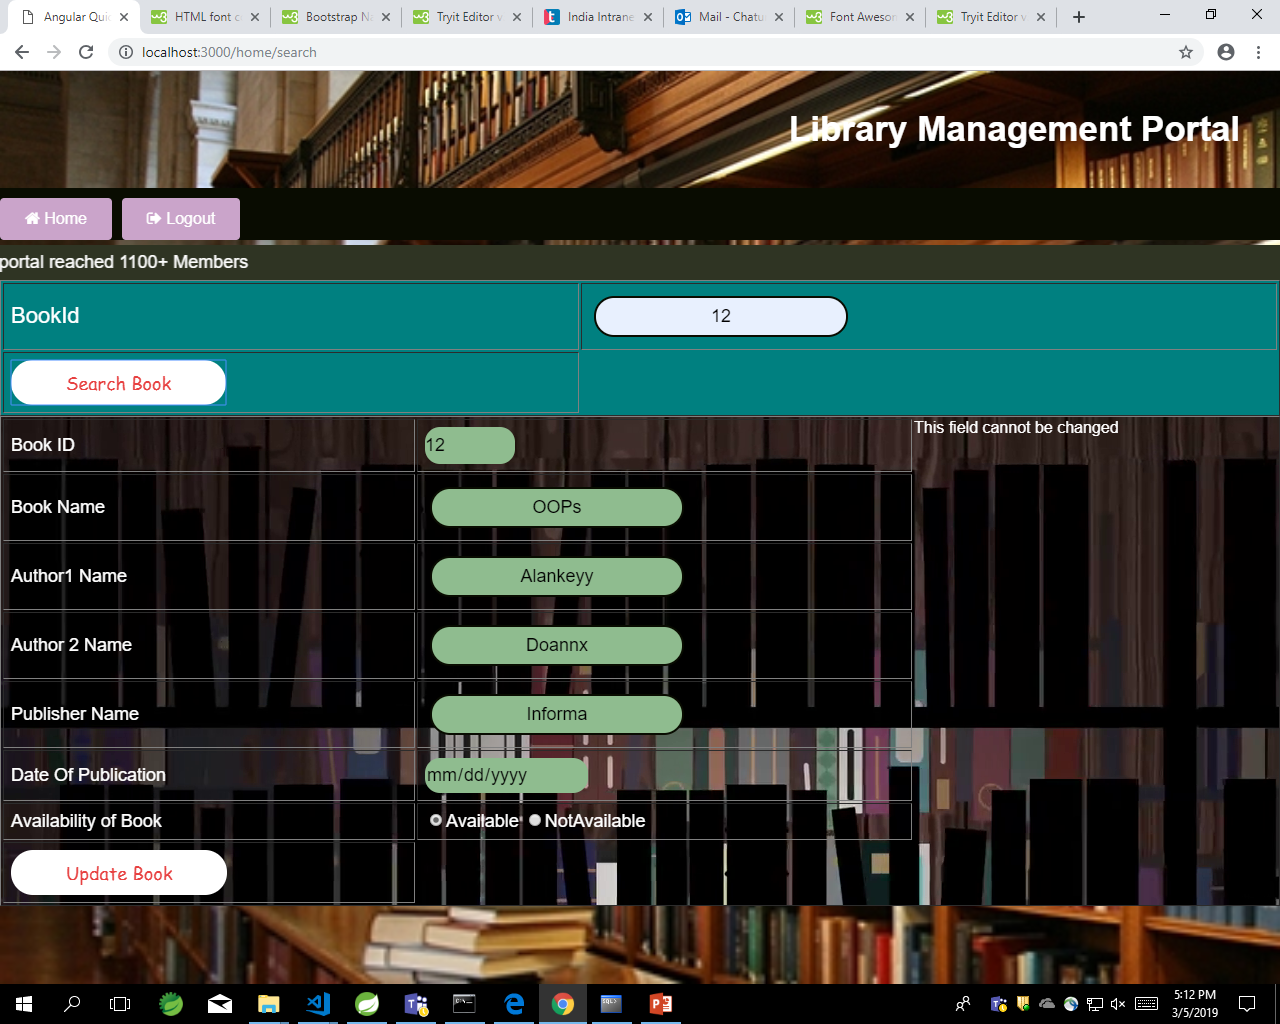 Angular Qui
HTML font c
Bootstrap Na
Tryit Editor v
India Intrane
Mail - Chatu
Font Aweson
Tryit Editor v
localhost:3000/home/search
Library Management Portal
Home
Logout
portal reached 1100+ Members
BookId
12
Search Book
Book ID
12
This field cannot be changed
Book Name
OOPs
Author1 Name
Alankeyy
Author 2 Name
Doannx
Publisher Name
Informa
Date Of Publication
mm/dd/yyyy
Availability of Book
Available
NotAvailable
Update Book
5:12 PM
3/5/2019